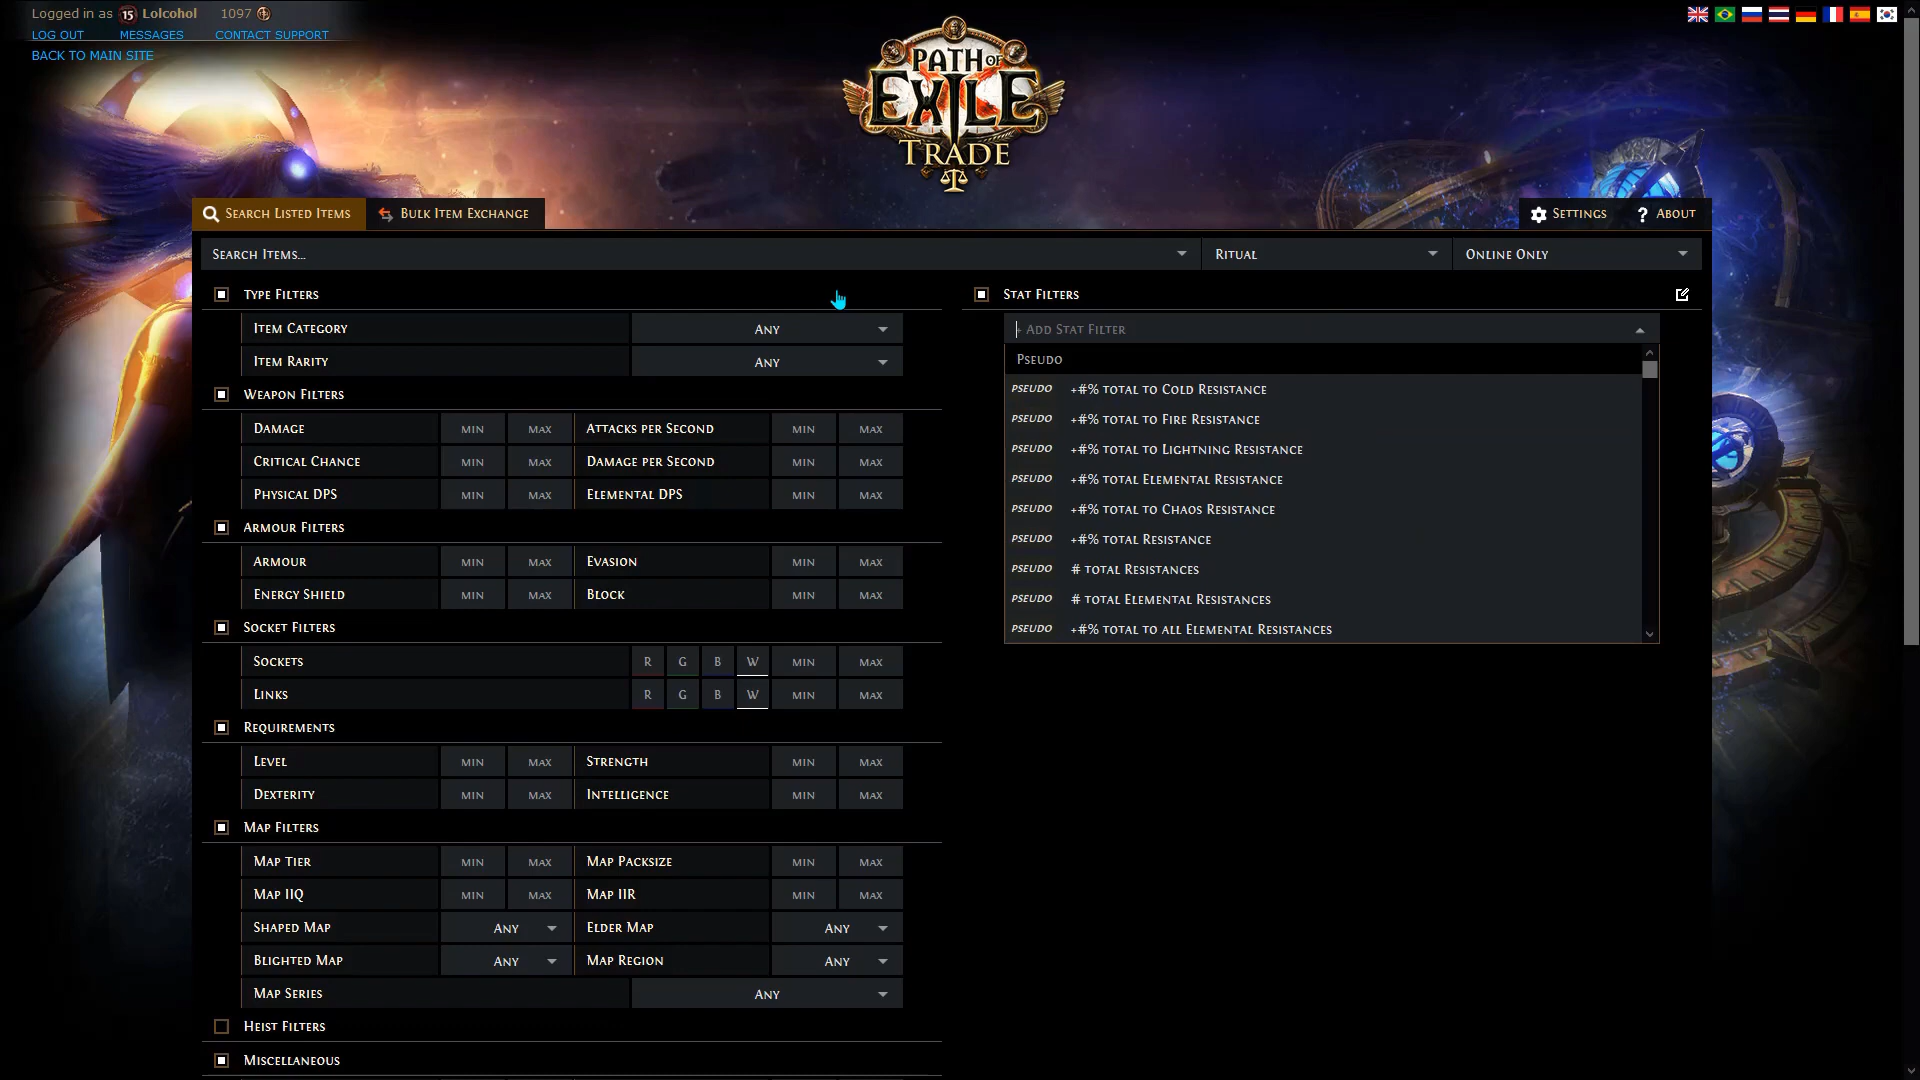 Logged in as 15 Lolcohol 1097
LOG OUT MESSAGES CONTACT SUPPORT
BACK TO MAIN SITE
PATH OF
EXILE
TRADE
SEARCH LISTED ITEMS BULK ITEM EXCHANGE SETTINGS ? ABOUT
SEARCH ITEMS... RITUAL ONLINE ONLY
TYPE FILTERS
ITEM CATEGORY ANY
ITEM RARITY ANY
WEAPON FILTERS
DAMAGE MIN MAX ATTACKS PER SECOND MIN MAX
CRITICAL CHANCE MIN MAX DAMAGE PER SECOND MIN MAX
PHYSICAL DPS MIN MAX ELEMENTAL DPS MIN MAX
ARMOUR FILTERS
ARMOUR MIN MAX EVASION MIN MAX
ENERGY SHIELD MIN MAX BLOCK MIN MAX
SOCKET FILTERS
SOCKETS R G B W MIN MAX
LINKS R G B W MIN MAX
REQUIREMENTS
LEVEL MIN MAX STRENGTH MIN MAX
DEXTERITY MIN MAX INTELLIGENCE MIN MAX
MAP FILTERS
MAP TIER MIN MAX MAP PACKSIZE MIN MAX
MAP IIQ MIN MAX MAP IIR MIN MAX
SHAPED MAP ANY ELDER MAP ANY
BLIGHTED MAP ANY MAP REGION ANY
MAP SERIES ANY
HEIST FILTERS
MISCELLANEOUS
STAT FILTERS
+ ADD STAT FILTER
PSEUDO
PSEUDO +#% TOTAL TO COLD RESISTANCE
PSEUDO +#% TOTAL TO FIRE RESISTANCE
PSEUDO +#% TOTAL TO LIGHTNING RESISTANCE
PSEUDO +#% TOTAL ELEMENTAL RESISTANCE
PSEUDO +#% TOTAL TO CHAOS RESISTANCE
PSEUDO +#% TOTAL RESISTANCE
PSEUDO # TOTAL RESISTANCES
PSEUDO # TOTAL ELEMENTAL RESISTANCES
PSEUDO +#% TOTAL TO ALL ELEMENTAL RESISTANCES